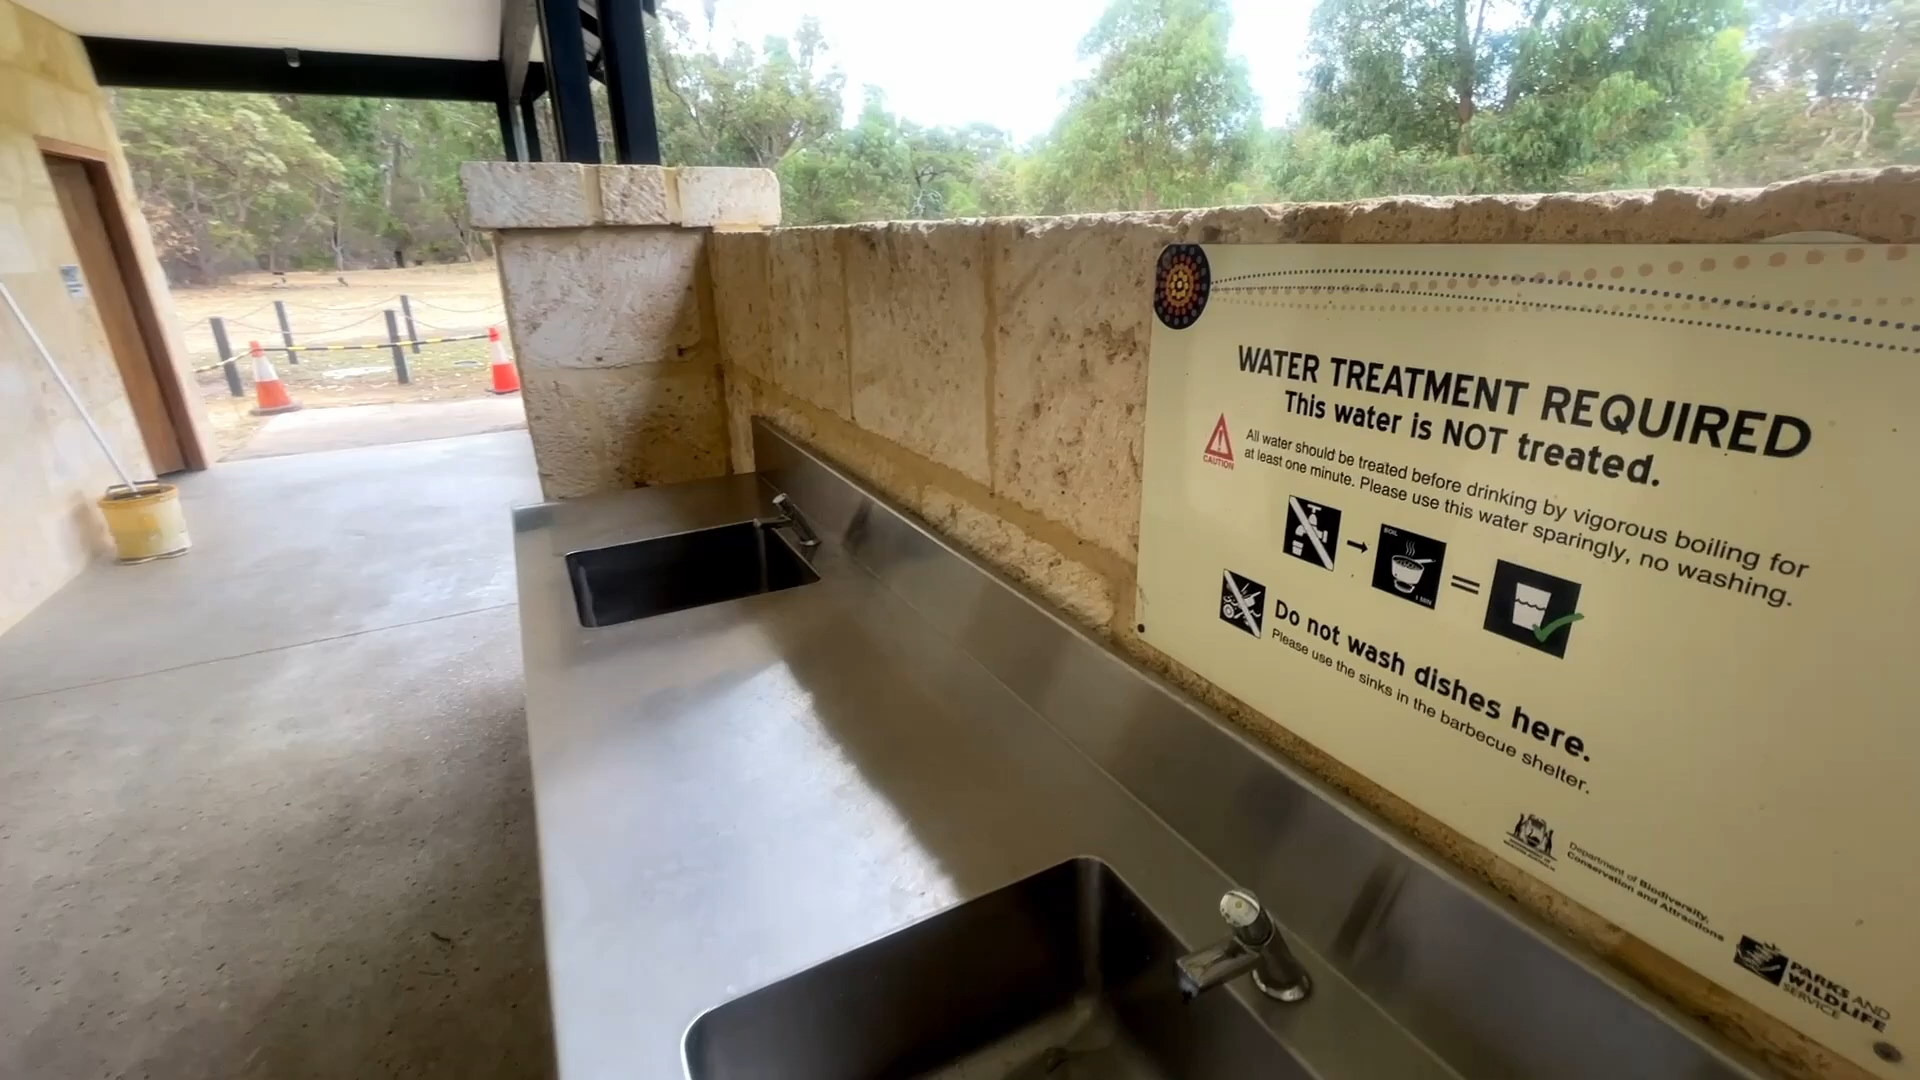 WATER TREATMENT REQUIRED
This water is NOT treated.
CAUTION
All water should be treated before drinking by vigorous boiling for
at least one minute. Please use this water sparingly, no washing.
BOIL
1 MIN
Do not wash dishes here.
Please use the sinks in the barbecue shelter.
Department of Biodiversity,
Conservation and Attractions
PARKS AND
WILDLIFE
SERVICE